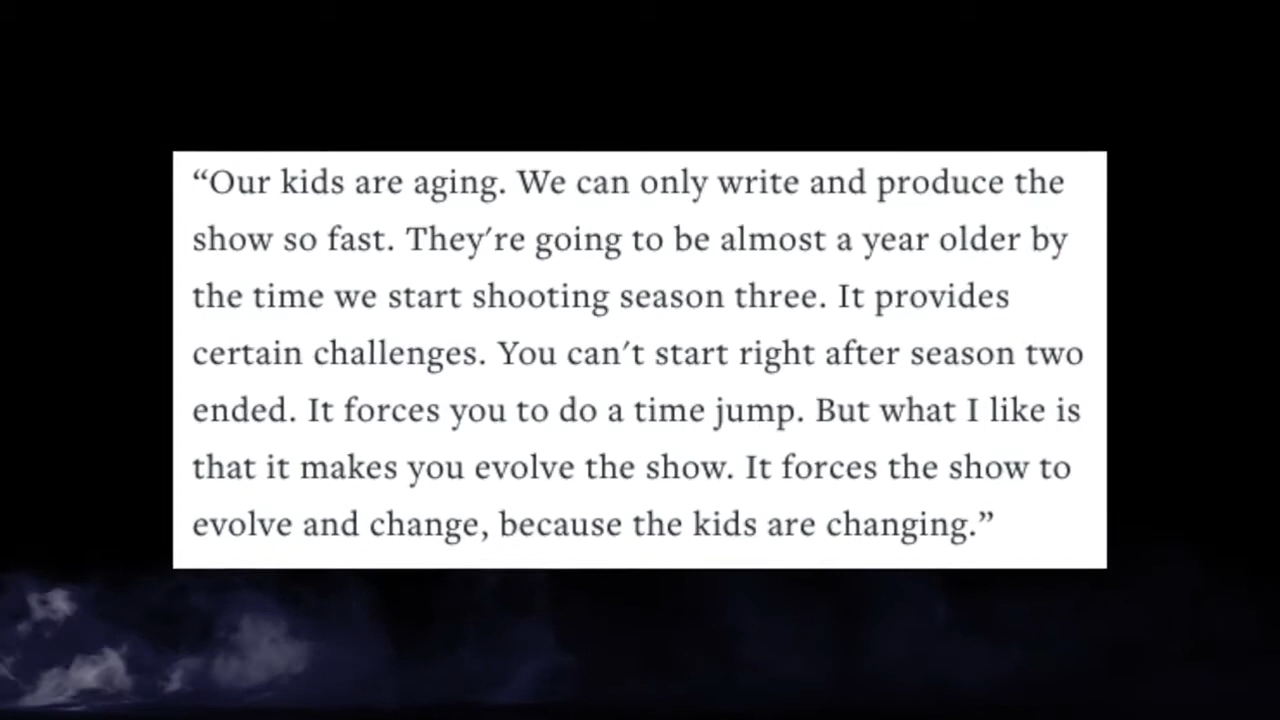 “Our kids are aging. We can only write and produce the
show so fast. They're going to be almost a year older by
the time we start shooting season three. It provides
certain challenges. You can't start right after season two
ended. It forces you to do a time jump. But what I like is
that it makes you evolve the show. It forces the show to
evolve and change, because the kids are changing.”